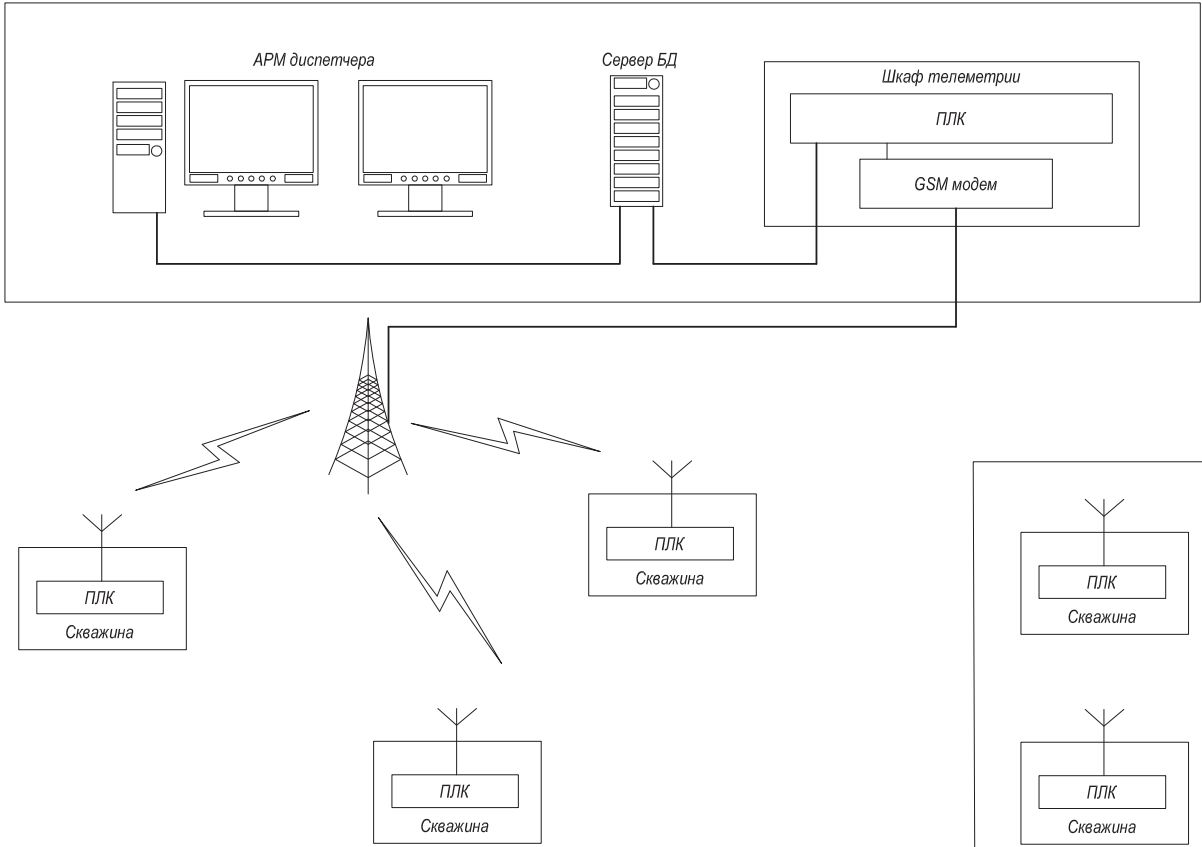 АРМ диспетчера
Сервер БД
Шкаф телеметрии
ПЛК
GSM модем
ПЛК
Скважина
ПЛК
Скважина
ПЛК
Скважина
ПЛК
Скважина
ПЛК
Скважина